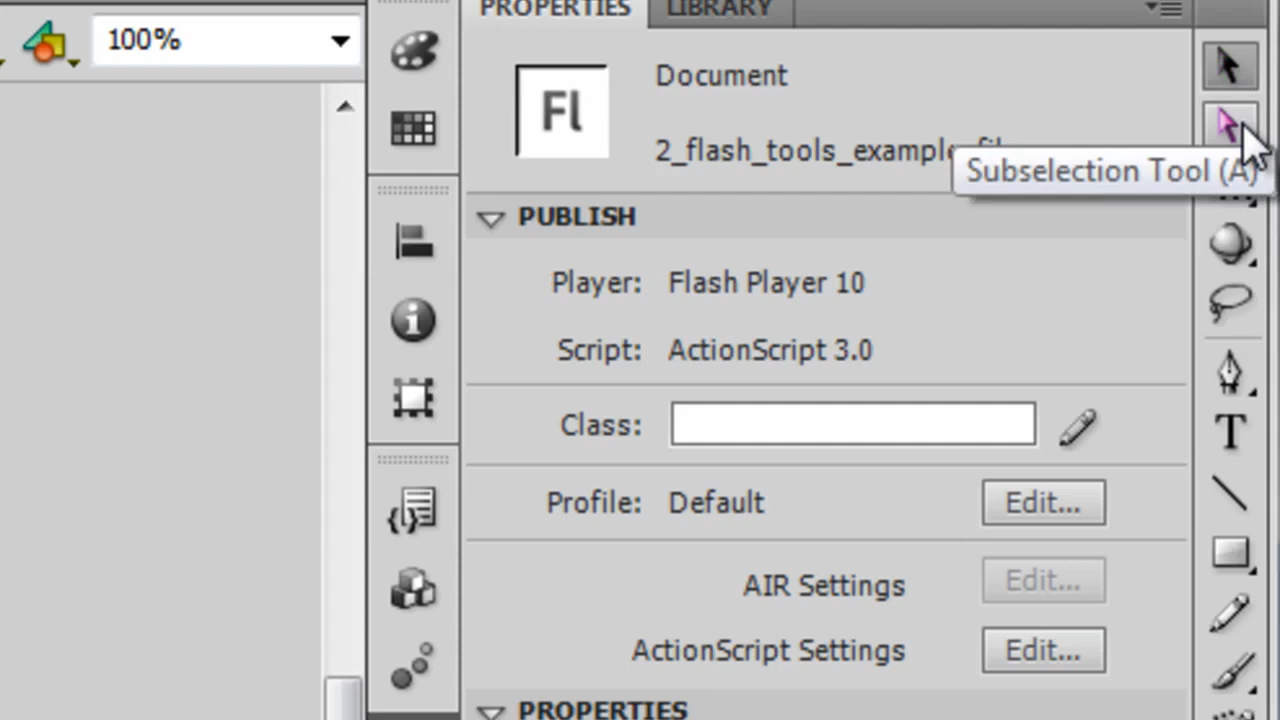 PROPERTIES LIBRARY
100%
Fl
Document
2_flash_tools_example_fil
Subselection Tool (A)
PUBLISH
Player: Flash Player 10
Script: ActionScript 3.0
Class:
Profile: Default Edit...
AIR Settings Edit...
ActionScript Settings Edit...
PROPERTIES